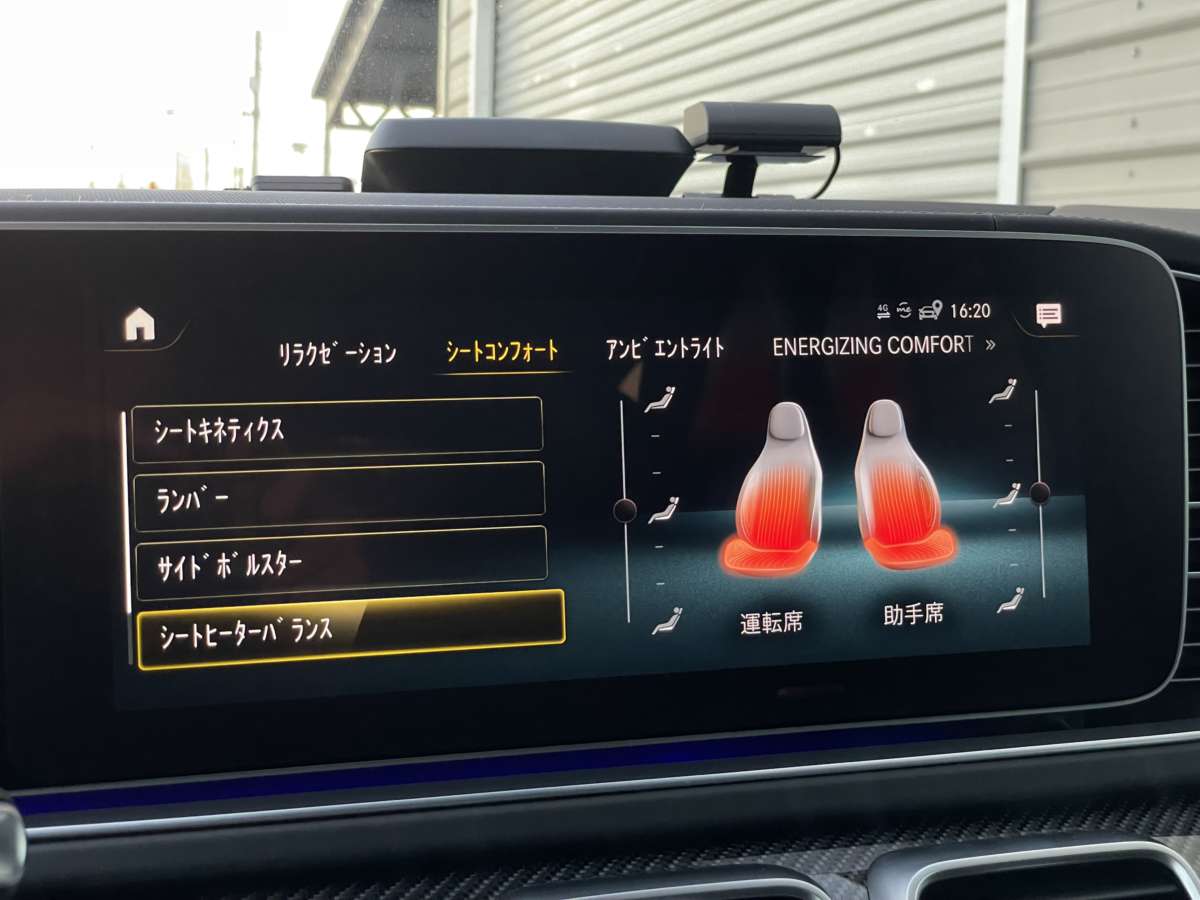 4G me 16:20
リラクゼーション シートコンフォート アンビエントライト ENERGIZING COMFORT »
シートキネティクス
ランバー
サイドボルスター
シートヒーターバランス
運転席 助手席